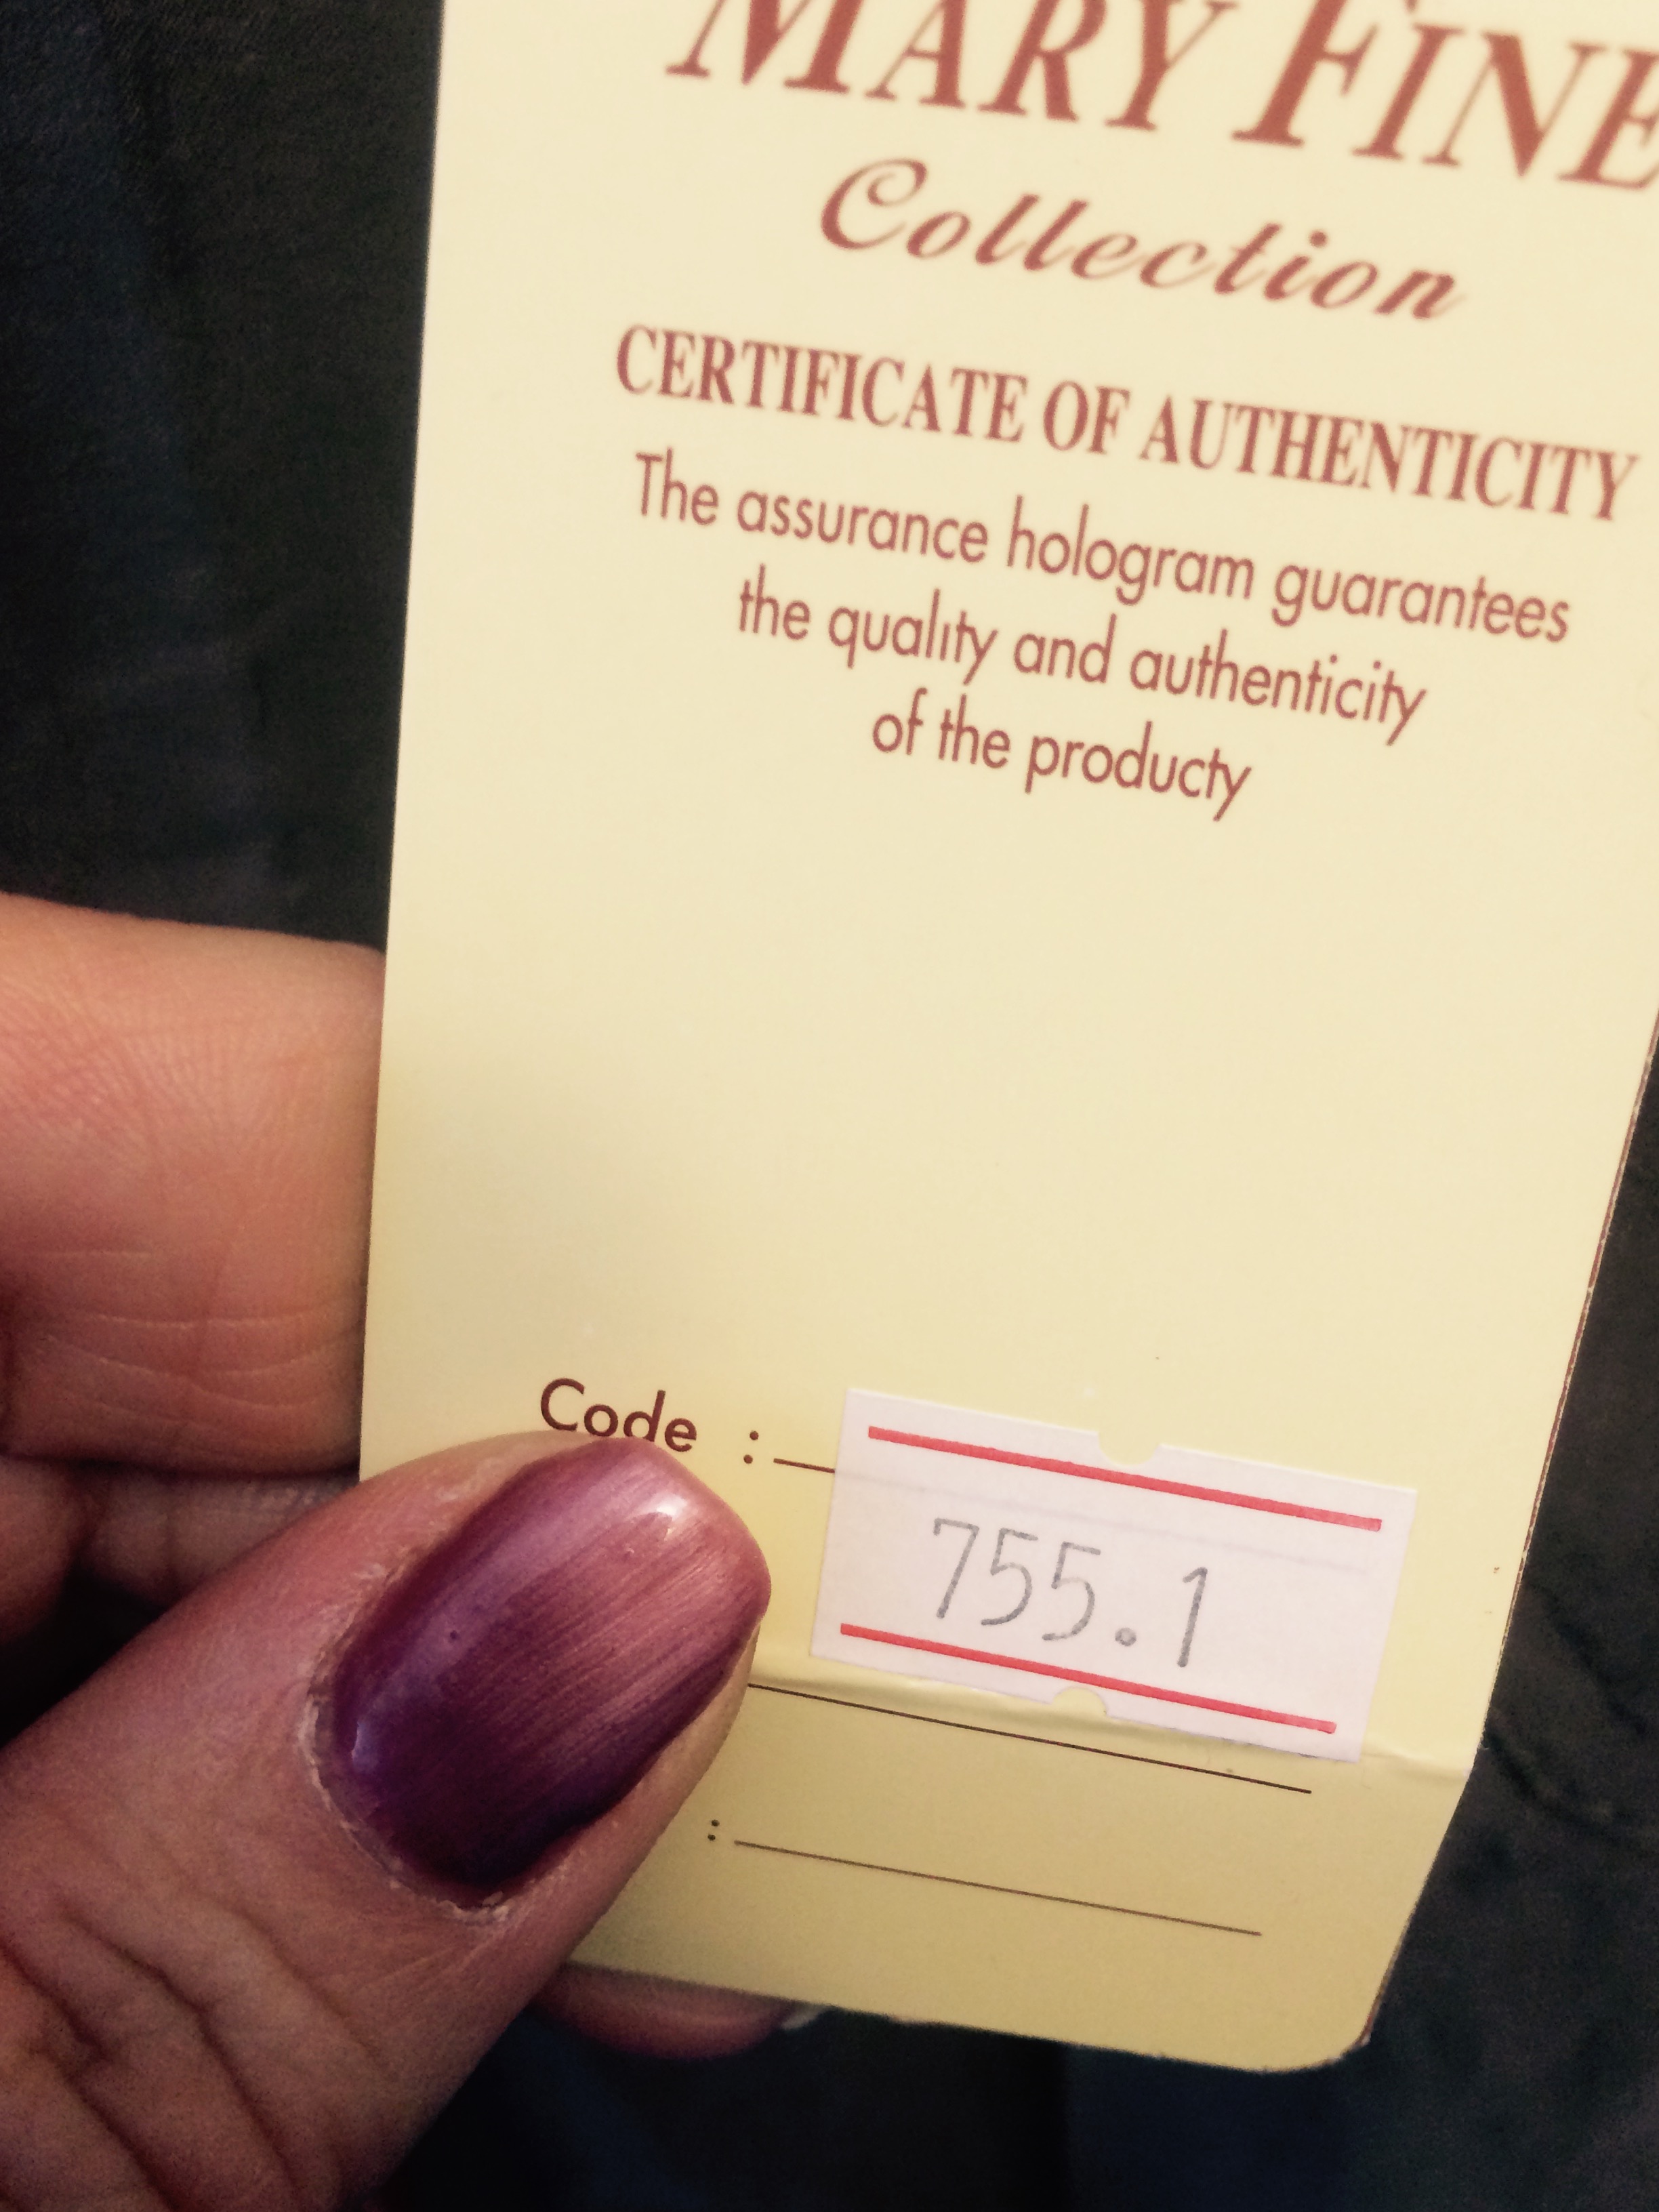 MARY FINE
Collection
CERTIFICATE OF AUTHENTICITY
The assurance hologram guarantees
the quality and authenticity
of the producty
Code :
755.1
: